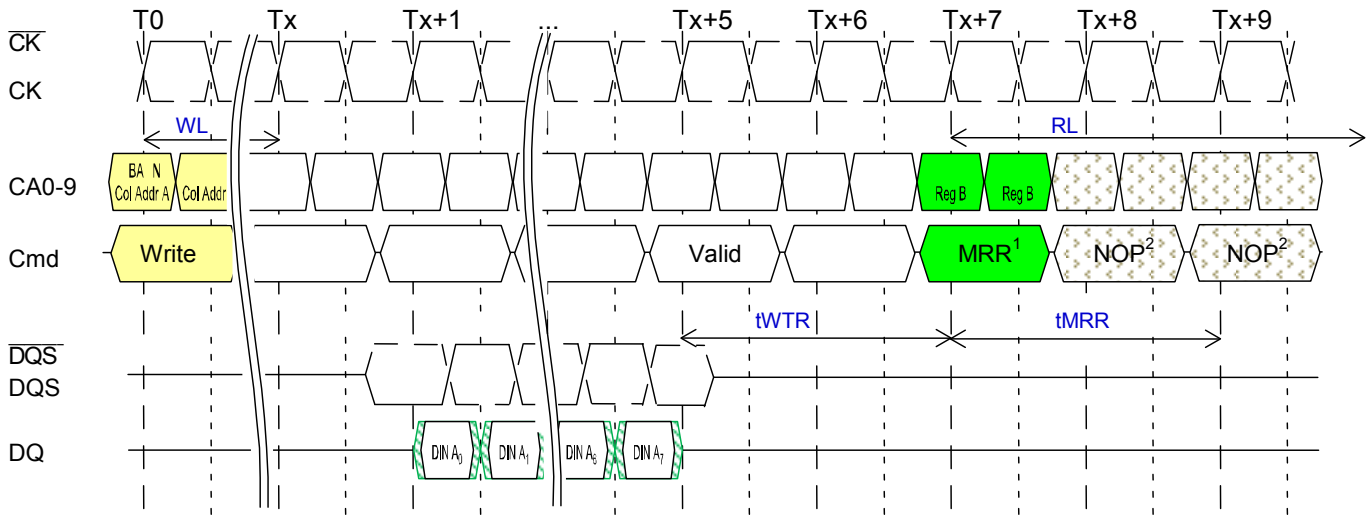 T0 Tx Tx+1 ... Tx+5 Tx+6 Tx+7 Tx+8 Tx+9
CK
CK
WL RL
BA N
Col Addr A Col Addr Reg B Reg B
CA0-9
Cmd Write Valid MRR¹ NOP² NOP²
tWTR tMRR
DQS
DQS
DQ DIN A₀ DIN A₁ DIN A₆ DIN A₇